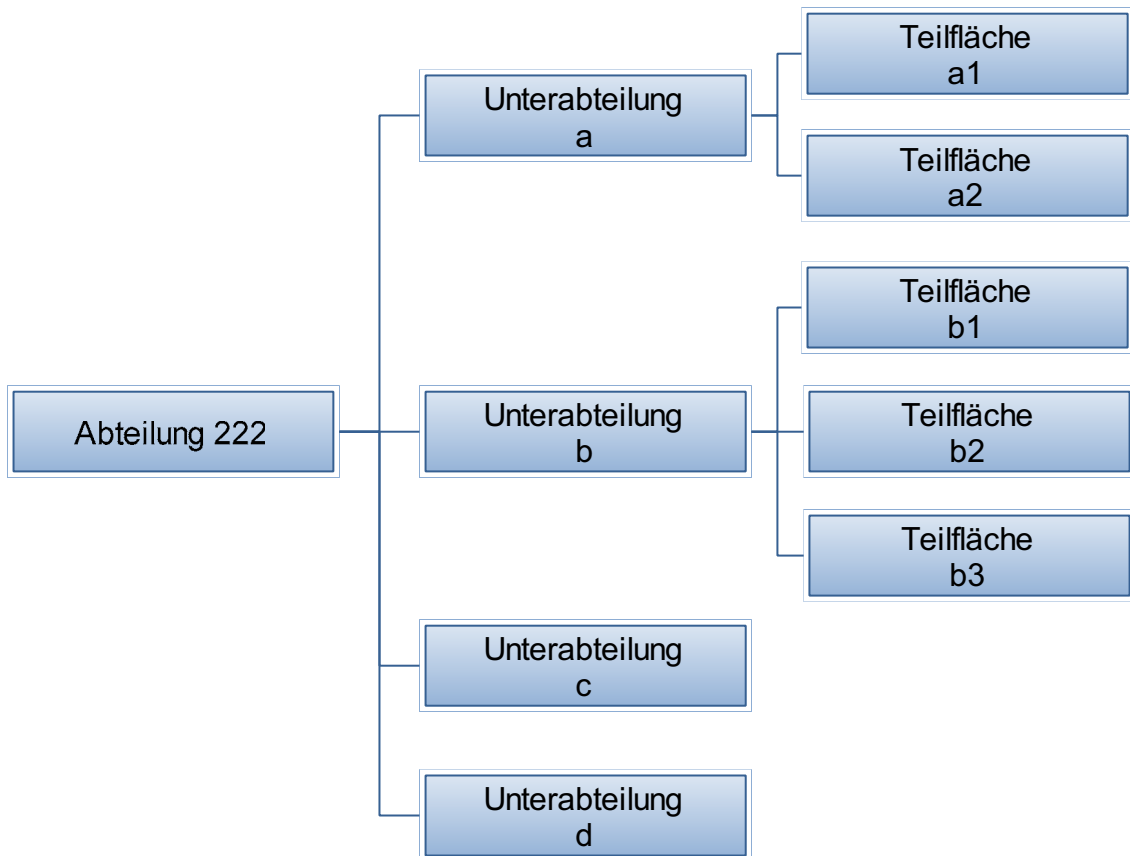 Teilfläche
a1
Unterabteilung
a
Teilfläche
a2
Teilfläche
b1
Abteilung 222
Unterabteilung
b
Teilfläche
b2
Teilfläche
b3
Unterabteilung
c
Unterabteilung
d